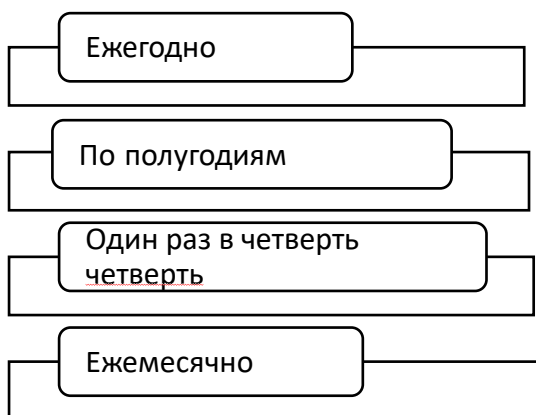 Ежегодно
По полугодиям
Один раз в четверть
четверть
Ежемесячно